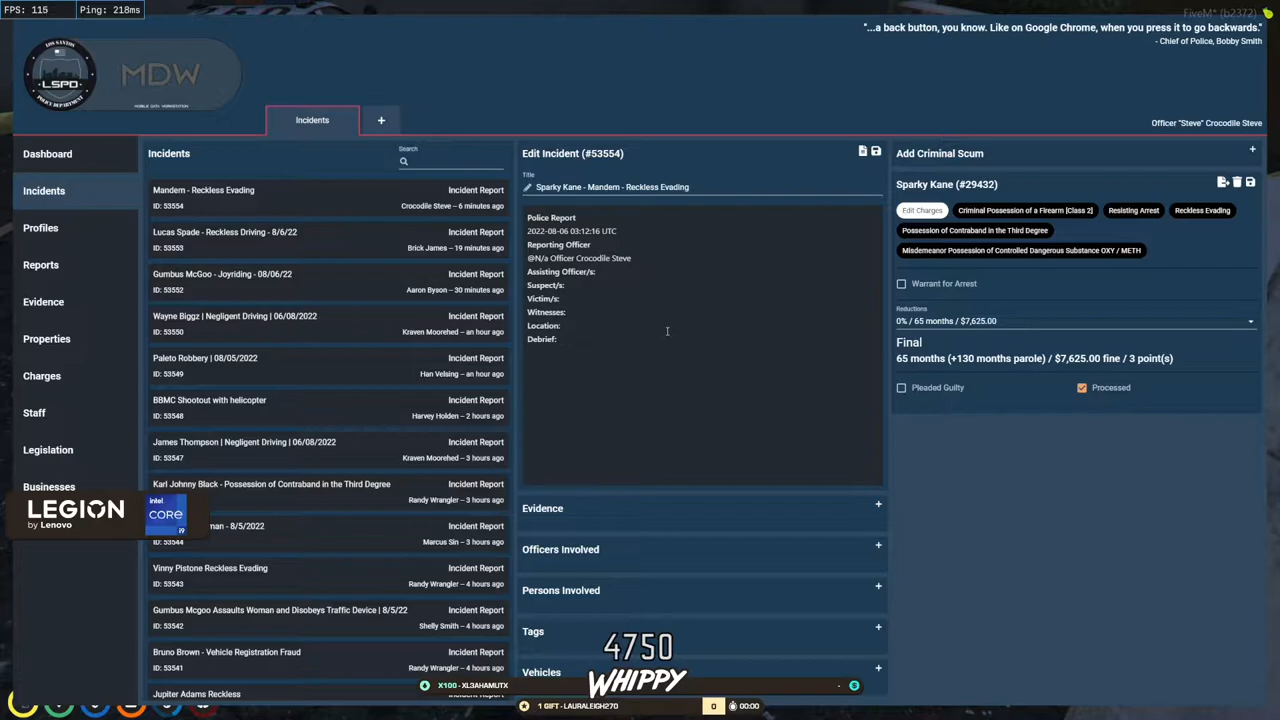 FPS: 115
Ping: 218ms
FiveM* (b2372)
"...a back button, you know. Like on Google Chrome, when you press it to go backwards."
- Chief of Police, Bobby Smith
LOS SANTOS
LSPD
POLICE DEPARTMENT
MDW
MOBILE DATA WORKSTATION
Incidents
+
Officer "Steve" Crocodile Steve
Dashboard
Incidents
Profiles
Reports
Evidence
Properties
Charges
Staff
Legislation
Businesses
LEGION
by Lenovo
intel
CORE
i9
Incidents
Search
Mandem - Reckless Evading
Incident Report
ID: 53554
Crocodile Steve – 6 minutes ago
Lucas Spade - Reckless Driving - 8/6/22
Incident Report
ID: 53553
Brick James – 19 minutes ago
Gumbus McGoo - Joyriding - 08/06/22
Incident Report
ID: 53552
Aaron Byson – 30 minutes ago
Wayne Biggz | Negligent Driving | 06/08/2022
Incident Report
ID: 53550
Kraven Moorehed – an hour ago
Paleto Robbery | 08/05/2022
Incident Report
ID: 53549
Han Velsing – an hour ago
BBMC Shootout with helicopter
Incident Report
ID: 53548
Harvey Holden – 2 hours ago
James Thompson | Negligent Driving | 06/08/2022
Incident Report
ID: 53547
Kraven Moorehed – 3 hours ago
Karl Johnny Black - Possession of Contraband in the Third Degree
Incident Report
Randy Wrangler – 3 hours ago
man - 8/5/2022
Incident Report
ID: 53544
Marcus Sin – 3 hours ago
Vinny Pistone Reckless Evading
Incident Report
ID: 53543
Randy Wrangler – 4 hours ago
Gumbus Mcgoo Assaults Woman and Disobeys Traffic Device | 8/5/22
Incident Report
ID: 53542
Shelly Smith – 4 hours ago
Bruno Brown - Vehicle Registration Fraud
Incident Report
ID: 53541
Randy Wrangler – 4 hours ago
Jupiter Adams Reckless
Incident Report
Edit Incident (#53554)
Title
Sparky Kane - Mandem - Reckless Evading
Police Report
2022-08-06 03:12:16 UTC
Reporting Officer
@N/a Officer Crocodile Steve
Assisting Officer/s:
Suspect/s:
Victim/s:
Witnesses:
Location:
Debrief:
Evidence
+
Officers Involved
+
Persons Involved
+
Tags
+
Vehicles
+
Add Criminal Scum
+
Sparky Kane (#29432)
Edit Charges
Criminal Possession of a Firearm [Class 2]
Resisting Arrest
Reckless Evading
Possession of Contraband in the Third Degree
Misdemeanor Possession of Controlled Dangerous Substance OXY / METH
Warrant for Arrest
Reductions
0% / 65 months / $7,625.00
Final
65 months (+130 months parole) / $7,625.00 fine / 3 point(s)
Pleaded Guilty
Processed
4750
WHIPPY
X100 - XL3AHAMUTX
-
1 GIFT - LAURALEIGH270
0
00:00